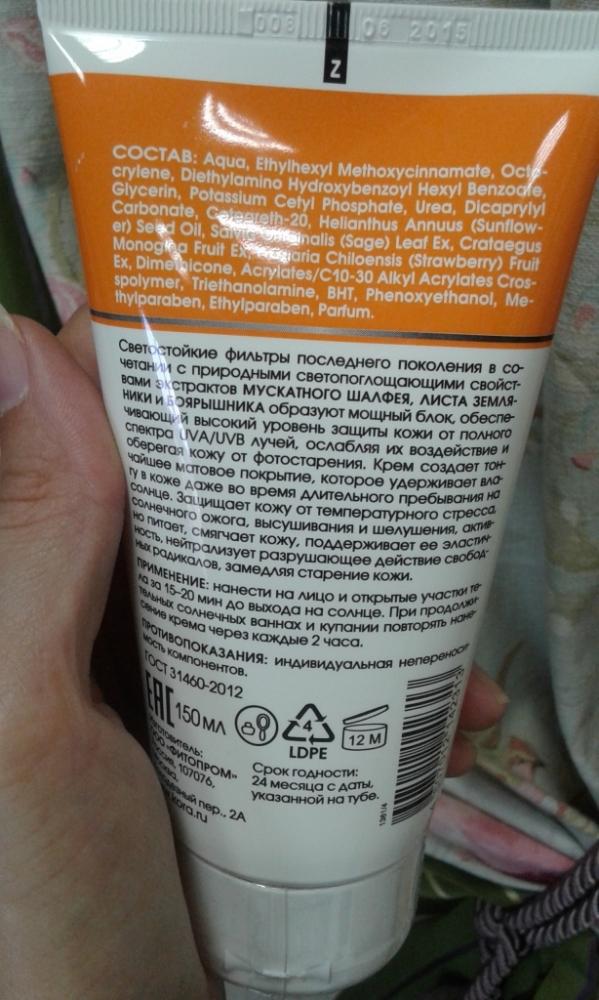 008 06 2015
Z
СОСТАВ: Aqua, Ethylhexyl Methoxycinnamate, Octo-
crylene, Diethylamino Hydroxybenzoyl Hexyl Benzoate,
Glycerin, Potassium Cetyl Phosphate, Urea, Dicaprylyl
Carbonate, Ceteareth-20, Helianthus Annuus (Sunflow-
er) Seed Oil, Salvia Officinalis (Sage) Leaf Ex, Crataegus
Monogina Fruit Ex, Fragaria Chiloensis (Strawberry) Fruit
Ex, Dimethicone, Acrylates/C10-30 Alkyl Acrylates Cros-
spolymer, Triethanolamine, BHT, Phenoxyethanol, Me-
thylparaben, Ethylparaben, Parfum.
Светостойкие фильтры последнего поколения в со-
четании с природными светопоглощающими свойст-
вами экстрактов МУСКАТНОГО ШАЛФЕЯ, ЛИСТА ЗЕМЛЯ-
НИКИ и БОЯРЫШНИКА образуют мощный блок, обеспе-
чивающий высокий уровень защиты кожи от полного
спектра UVA/UVB лучей, ослабляя их воздействие и
оберегая кожу от фотостарения. Крем создает тон-
чайшее матовое покрытие, которое удерживает вла-
гу в коже даже во время длительного пребывания на
солнце. Защищает кожу от температурного стресса,
солнечного ожога, высушивания и шелушения, актив-
но питает, смягчает кожу, поддерживает ее эластич-
ность, нейтрализует разрушающее действие свобод-
ных радикалов, замедляя старение кожи.
ПРИМЕНЕНИЕ: нанести на лицо и открытые участки те-
ла за 15-20 мин до выхода на солнце. При продолжи-
тельных солнечных ваннах и купании повторять нане-
сение крема через каждые 2 часа.
ПРОТИВОПОКАЗАНИЯ: индивидуальная непереноси-
мость компонентов.
ГОСТ 31460-2012
EAC 150 МЛ
4
LDPE
12 M
Срок годности:
24 месяца с даты,
указанной на тубе.
"ФИТОПРОМ"
107076,
пер., 2А
kora.ru
1361/4